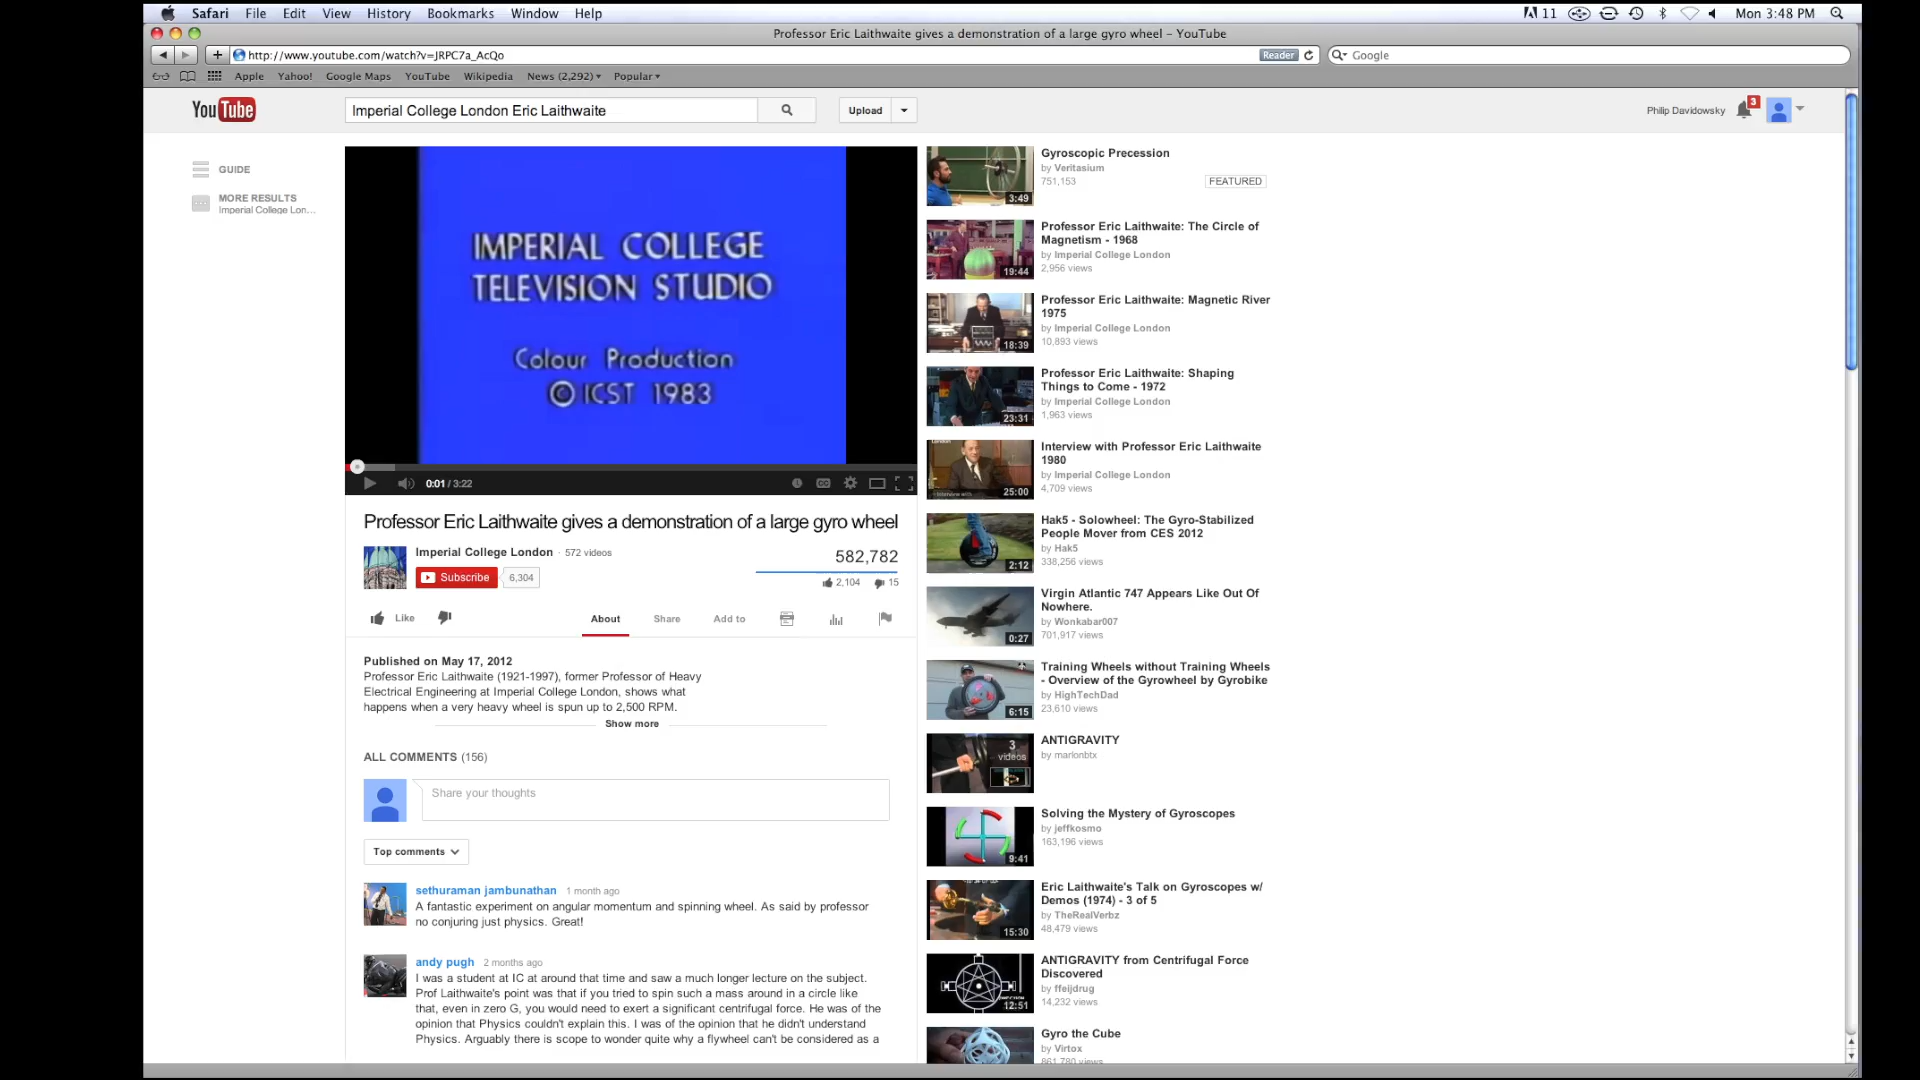 Safari File Edit View History Bookmarks Window Help
11 Mon 3:48 PM
Professor Eric Laithwaite gives a demonstration of a large gyro wheel – YouTube
http://www.youtube.com/watch?v=JRPC7a_AcQo Reader Google
Apple Yahoo! Google Maps YouTube Wikipedia News (2,292) Popular
YouTube Imperial College London Eric Laithwaite Upload Philip Davidowsky 3
GUIDE
MORE RESULTS
Imperial College Lon...
IMPERIAL COLLEGE
TELEVISION STUDIO
Colour Production
© ICST 1983
0:01 / 3:22
Professor Eric Laithwaite gives a demonstration of a large gyro wheel
Imperial College London · 572 videos
582,782
Subscribe 6,304
2,104 15
Like About Share Add to
Published on May 17, 2012
Professor Eric Laithwaite (1921-1997), former Professor of Heavy
Electrical Engineering at Imperial College London, shows what
happens when a very heavy wheel is spun up to 2,500 RPM.
Show more
ALL COMMENTS (156)
Share your thoughts
Top comments
sethuraman jambunathan 1 month ago
A fantastic experiment on angular momentum and spinning wheel. As said by professor
no conjuring just physics. Great!
andy pugh 2 months ago
I was a student at IC at around that time and saw a much longer lecture on the subject.
Prof Laithwaite's point was that if you tried to spin such a mass around in a circle like
that, even in zero G, you would need to exert a significant centrifugal force. He was of the
opinion that Physics couldn't explain this. I was of the opinion that he didn't understand
Physics. Arguably there is scope to wonder quite why a flywheel can't be considered as a
Gyroscopic Precession
by Veritasium
751,153 FEATURED
3:49
Professor Eric Laithwaite: The Circle of
Magnetism - 1968
by Imperial College London
2,956 views
19:44
Professor Eric Laithwaite: Magnetic River
1975
by Imperial College London
10,893 views
18:39
Professor Eric Laithwaite: Shaping
Things to Come - 1972
by Imperial College London
1,963 views
23:31
Interview with Professor Eric Laithwaite
1980
by Imperial College London
4,709 views
25:00
Hak5 - Solowheel: The Gyro-Stabilized
People Mover from CES 2012
by Hak5
338,256 views
2:12
Virgin Atlantic 747 Appears Like Out Of
Nowhere.
by Wonkabar007
701,917 views
0:27
Training Wheels without Training Wheels
- Overview of the Gyrowheel by Gyrobike
by HighTechDad
23,610 views
6:15
ANTIGRAVITY
by marionbtx
3
videos
Solving the Mystery of Gyroscopes
by jeffkosmo
163,196 views
9:41
Eric Laithwaite's Talk on Gyroscopes w/
Demos (1974) - 3 of 5
by TheRealVerbz
48,479 views
15:30
ANTIGRAVITY from Centrifugal Force
Discovered
by ffeijdrug
14,232 views
12:51
Gyro the Cube
by Virtox
861,780 views